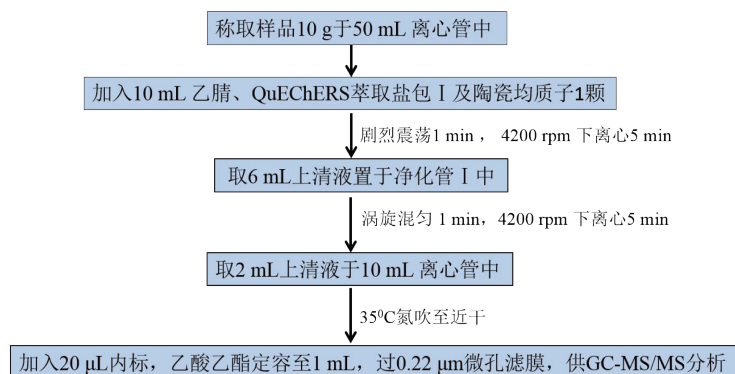 称取样品10 g于50 mL 离心管中
加入10 mL 乙腈、QuEChERS萃取盐包Ⅰ及陶瓷均质子1颗
剧烈震荡1 min ， 4200 rpm 下离心5 min
取6 mL上清液置于净化管Ⅰ中
涡旋混匀 1 min，4200 rpm 下离心5 min
取2 mL上清液于10 mL 离心管中
35⁰C氮吹至近干
加入20 μL内标，乙酸乙酯定容至1 mL，过0.22 μm微孔滤膜，供GC-MS/MS分析